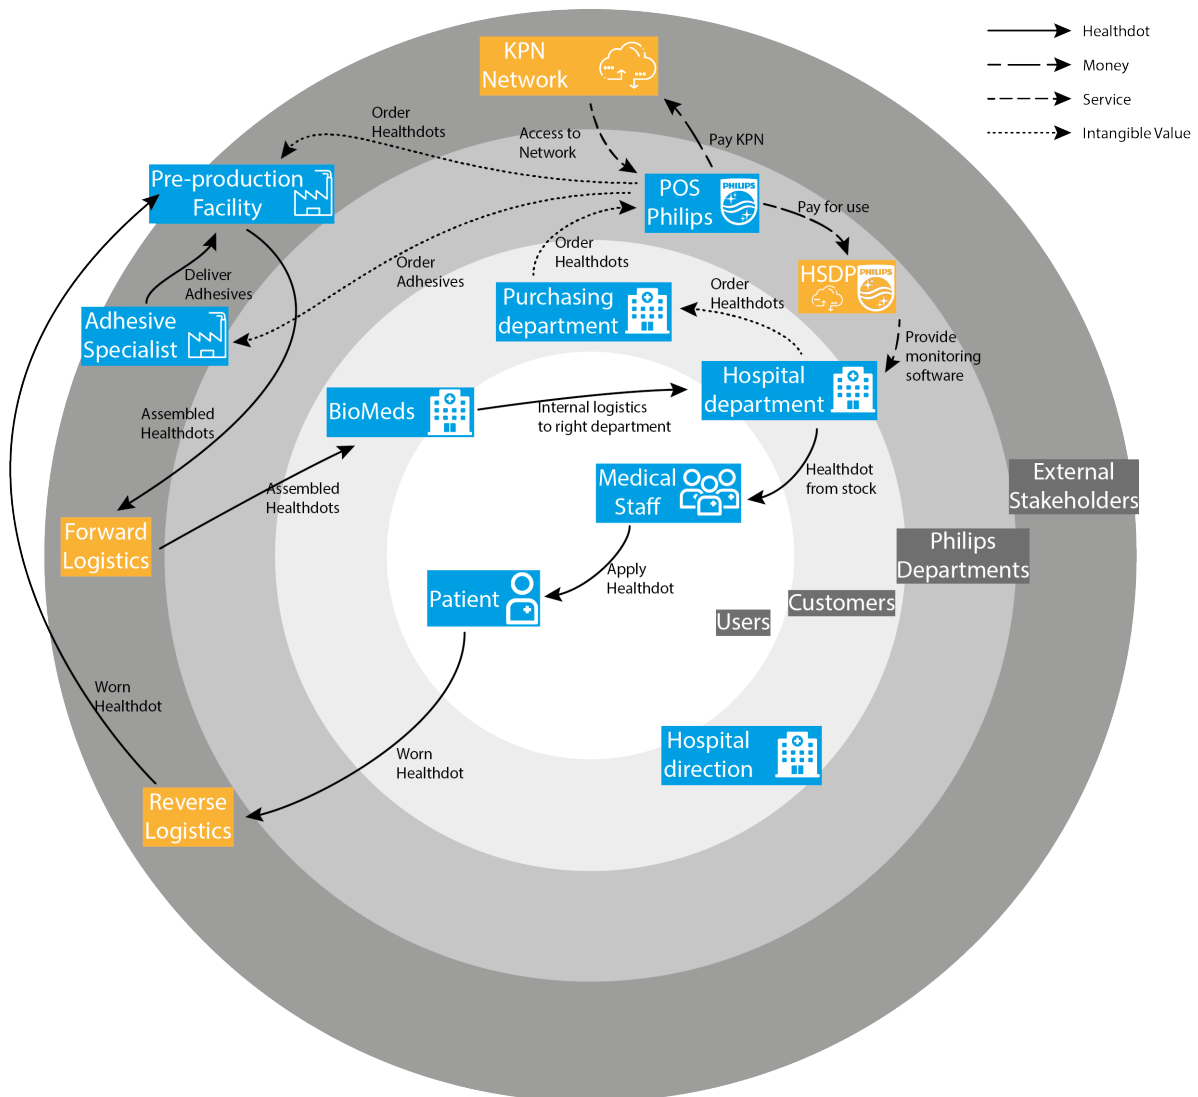 KPN
Network
Healthdot
Money
Service
Intangible Value
Order
Healthdots
Access to
Network
Pay KPN
Pre-production
Facility
POS
Philips
PHILIPS
Pay for use
Order
Healthdots
Order
Adhesives
Deliver
Adhesives
HSDP
PHILIPS
Purchasing
department
Order
Healthdots
Adhesive
Specialist
Provide
monitoring
software
Hospital
department
BioMeds
Internal logistics
to right department
Assembled
Healthdots
Assembled
Healthdots
Medical
Staff
Healthdot
from stock
External
Stakeholders
Forward
Logistics
Philips
Departments
Apply
Healthdot
Patient
Customers
Users
Worn
Healthdot
Worn
Healthdot
Hospital
direction
Reverse
Logistics